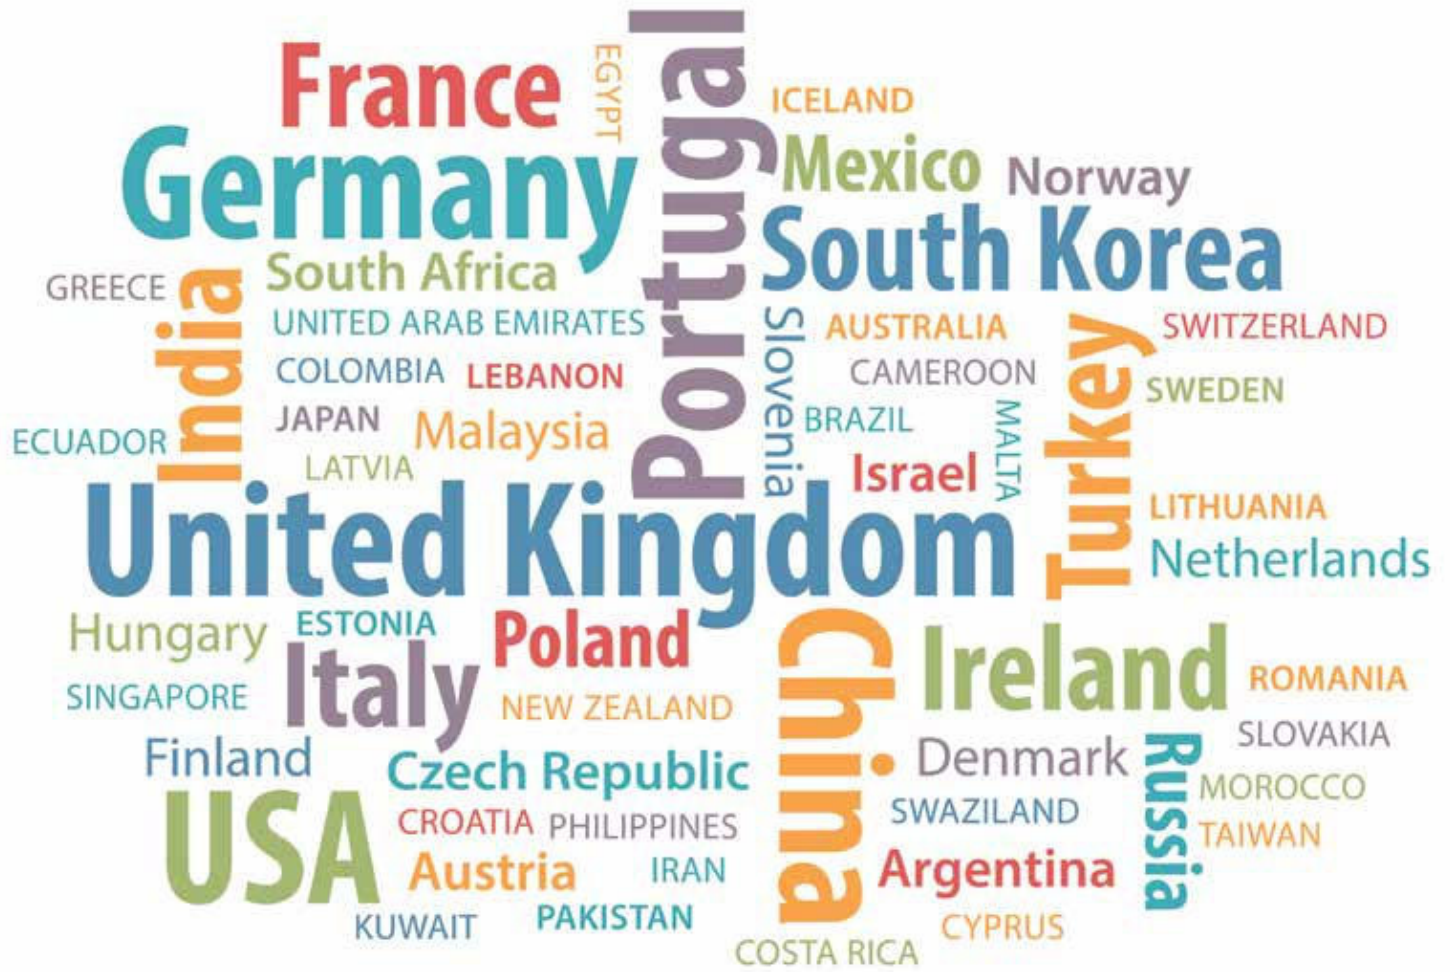 France
EGYPT
Portugal
ICELAND
Germany
Mexico
Norway
South Korea
GREECE
India
South Africa
UNITED ARAB EMIRATES
Slovenia
AUSTRALIA
Turkey
SWITZERLAND
COLOMBIA
LEBANON
CAMEROON
SWEDEN
JAPAN
Malaysia
BRAZIL
MALTA
ECUADOR
LATVIA
Israel
United Kingdom
LITHUANIA
Netherlands
Hungary
ESTONIA
Poland
China
Ireland
Italy
SINGAPORE
NEW ZEALAND
ROMANIA
Finland
Czech Republic
Denmark
Russia
SLOVAKIA
USA
CROATIA
PHILIPPINES
SWAZILAND
MOROCCO
TAIWAN
Austria
IRAN
Argentina
KUWAIT
PAKISTAN
CYPRUS
COSTA RICA